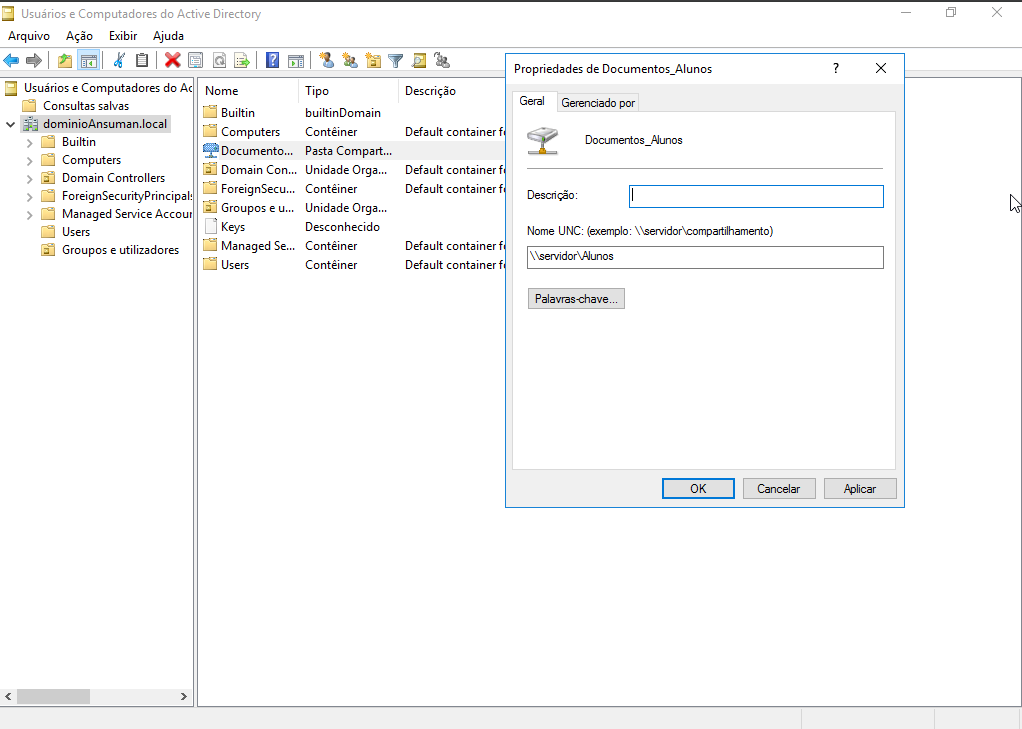 Usuários e Computadores do Active Directory
Arquivo Ação Exibir Ajuda
Usuários e Computadores do Ac
Consultas salvas
dominioAnsuman.local
Builtin
Computers
Domain Controllers
ForeignSecurityPrincipals
Managed Service Accour
Users
Groupos e utilizadores
Nome Tipo Descrição
Builtin builtinDomain
Computers Contêiner Default container fo
Documento... Pasta Compart...
Domain Con... Unidade Orga... Default container fo
ForeignSecu... Contêiner Default container fo
Groupos e u... Unidade Orga...
Keys Desconhecido
Managed Se... Contêiner Default container fo
Users Contêiner Default container fo
Propriedades de Documentos_Alunos ?
Geral Gerenciado por
Documentos_Alunos
Descrição:
Nome UNC: (exemplo: \\servidor\compartilhamento)
\\servidor\Alunos
Palavras-chave...
OK Cancelar Aplicar